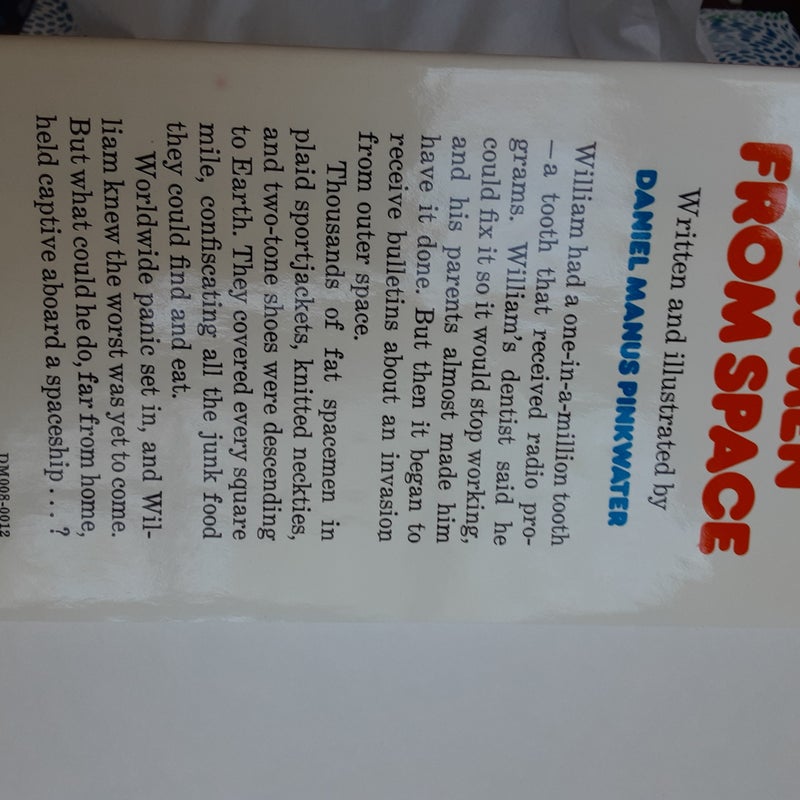 MEN
FROM SPACE
Written and illustrated by
DANIEL MANUS PINKWATER
William had a one-in-a-million tooth
—a tooth that received radio pro-
grams. William's dentist said he
could fix it so it would stop working,
and his parents almost made him
have it done. But then it began to
receive bulletins about an invasion
from outer space.
Thousands of fat spacemen in
plaid sportjackets, knitted neckties,
and two-tone shoes were descending
to Earth. They covered every square
mile, confiscating all the junk food
they could find and eat.
Worldwide panic set in, and Wil-
liam knew the worst was yet to come.
But what could he do, far from home,
held captive aboard a spaceship . . . ?
DM008-0012